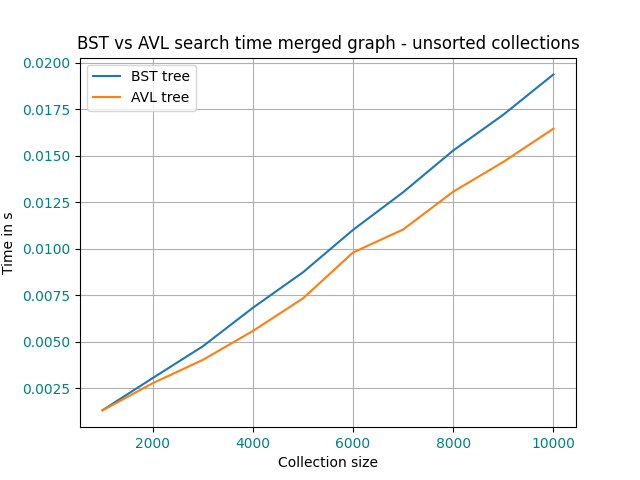 BST vs AVL search time merged graph - unsorted collections
BST tree
AVL tree
0.0200
0.0175
0.0150
0.0125
0.0100
0.0075
0.0050
0.0025
Time in s
2000 4000 6000 8000 10000
Collection size